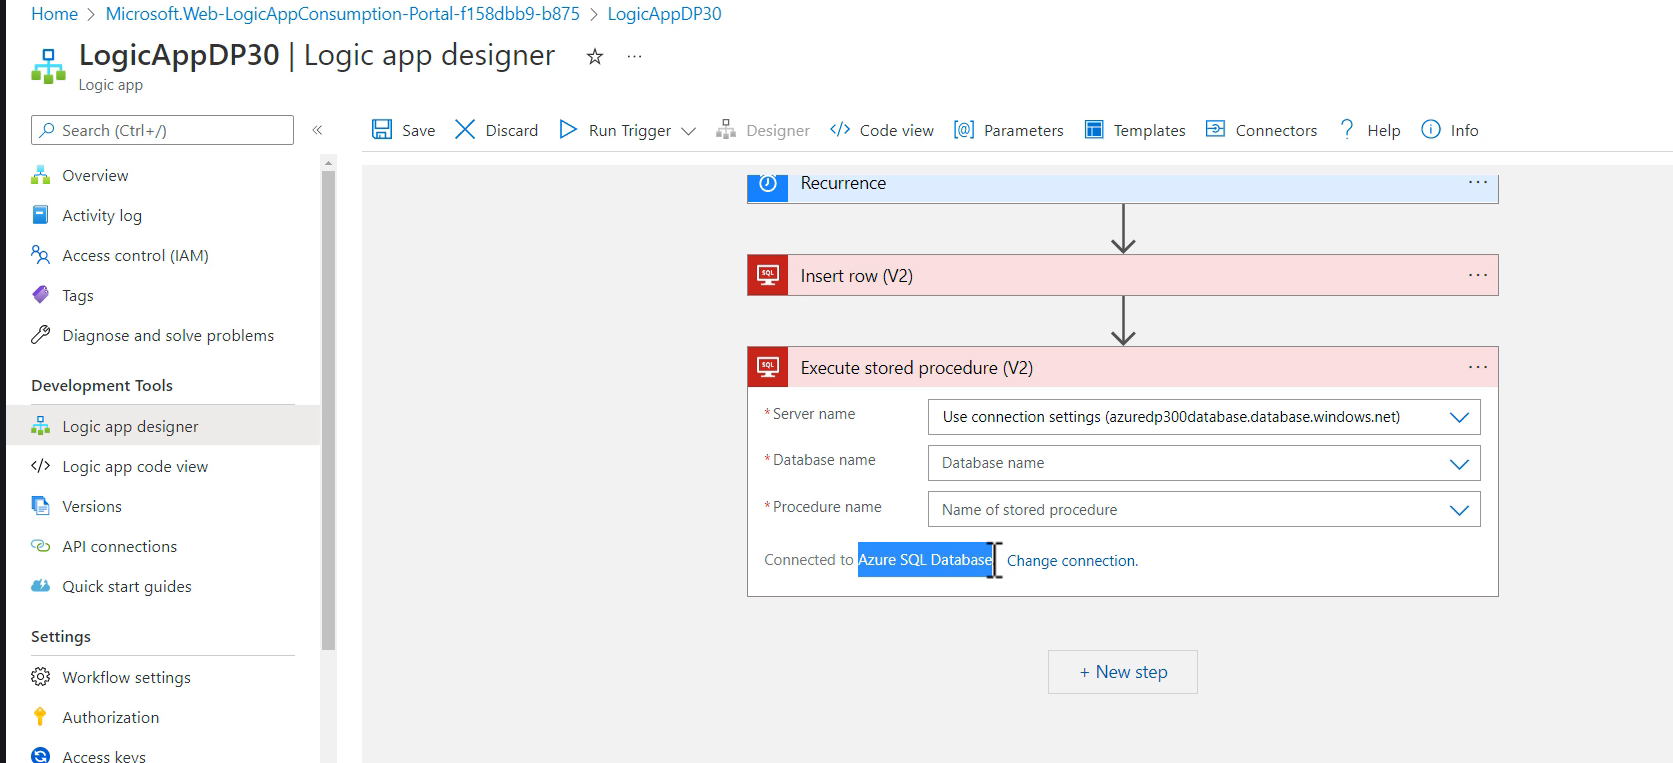 Home > Microsoft.Web-LogicAppConsumption-Portal-f158dbb9-b875 > LogicAppDP30
LogicAppDP30 | Logic app designer ☆ ...
Logic app
Search (Ctrl+/) «
Overview
Activity log
Access control (IAM)
Tags
Diagnose and solve problems
Development Tools
Logic app designer
Logic app code view
Versions
API connections
Quick start guides
Settings
Workflow settings
Authorization
Access keys
Save Discard Run Trigger Designer </> Code view [@] Parameters Templates Connectors ? Help Info
Recurrence ...
SQL Insert row (V2) ...
SQL Execute stored procedure (V2) ...
*Server name Use connection settings (azuredp300database.database.windows.net)
*Database name Database name
*Procedure name Name of stored procedure
Connected to Azure SQL Database Change connection.
+ New step